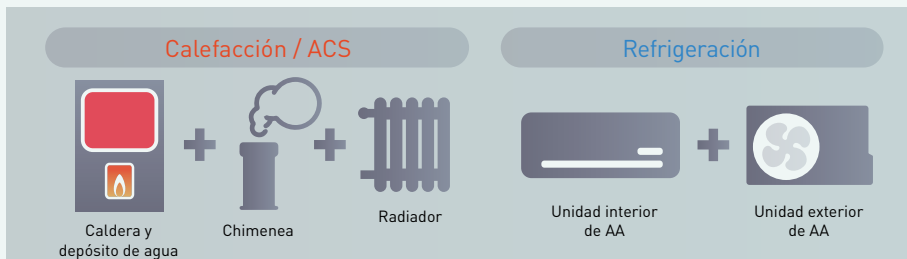 Calefacción / ACS
Refrigeración
Caldera y
depósito de agua
Chimenea
Radiador
Unidad interior
de AA
Unidad exterior
de AA